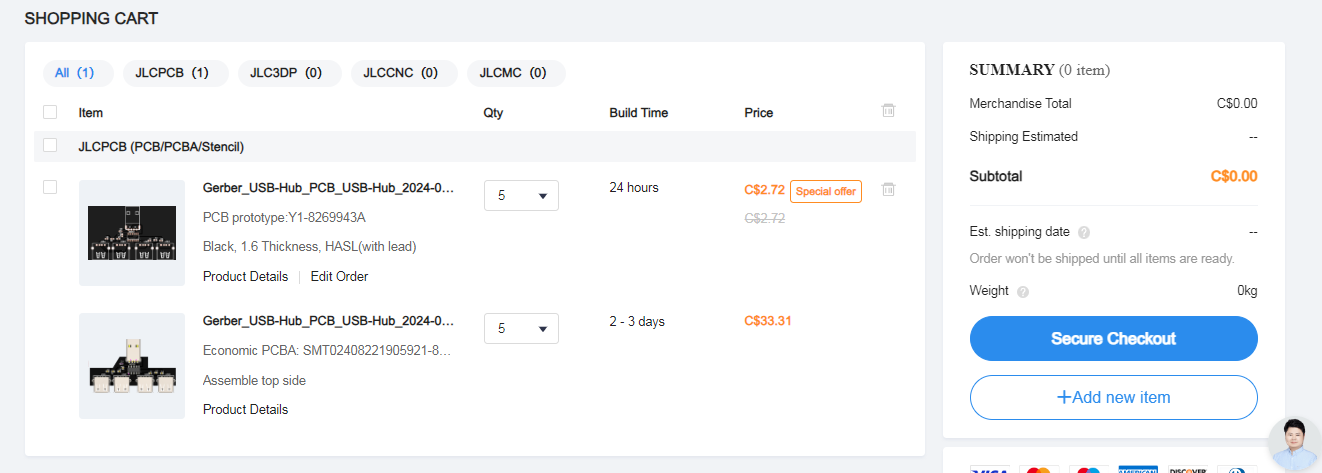 SHOPPING CART
All (1)
JLCPCB (1)
JLC3DP (0)
JLCCNC (0)
JLCMC (0)
Item
Qty
Build Time
Price
JLCPCB (PCB/PCBA/Stencil)
Gerber_USB-Hub_PCB_USB-Hub_2024-0...
5
24 hours
C$2.72 Special offer
PCB prototype:Y1-8269943A
C$2.72
Black, 1.6 Thickness, HASL(with lead)
Product Details | Edit Order
Gerber_USB-Hub_PCB_USB-Hub_2024-0...
5
2 - 3 days
C$33.31
Economic PCBA: SMT02408221905921-8...
Assemble top side
Product Details
SUMMARY (0 item)
Merchandise Total C$0.00
Shipping Estimated --
Subtotal C$0.00
Est. shipping date ? --
Order won't be shipped until all items are ready.
Weight ? 0kg
Secure Checkout
+Add new item
VISA
AMERICAN
DISCOVER